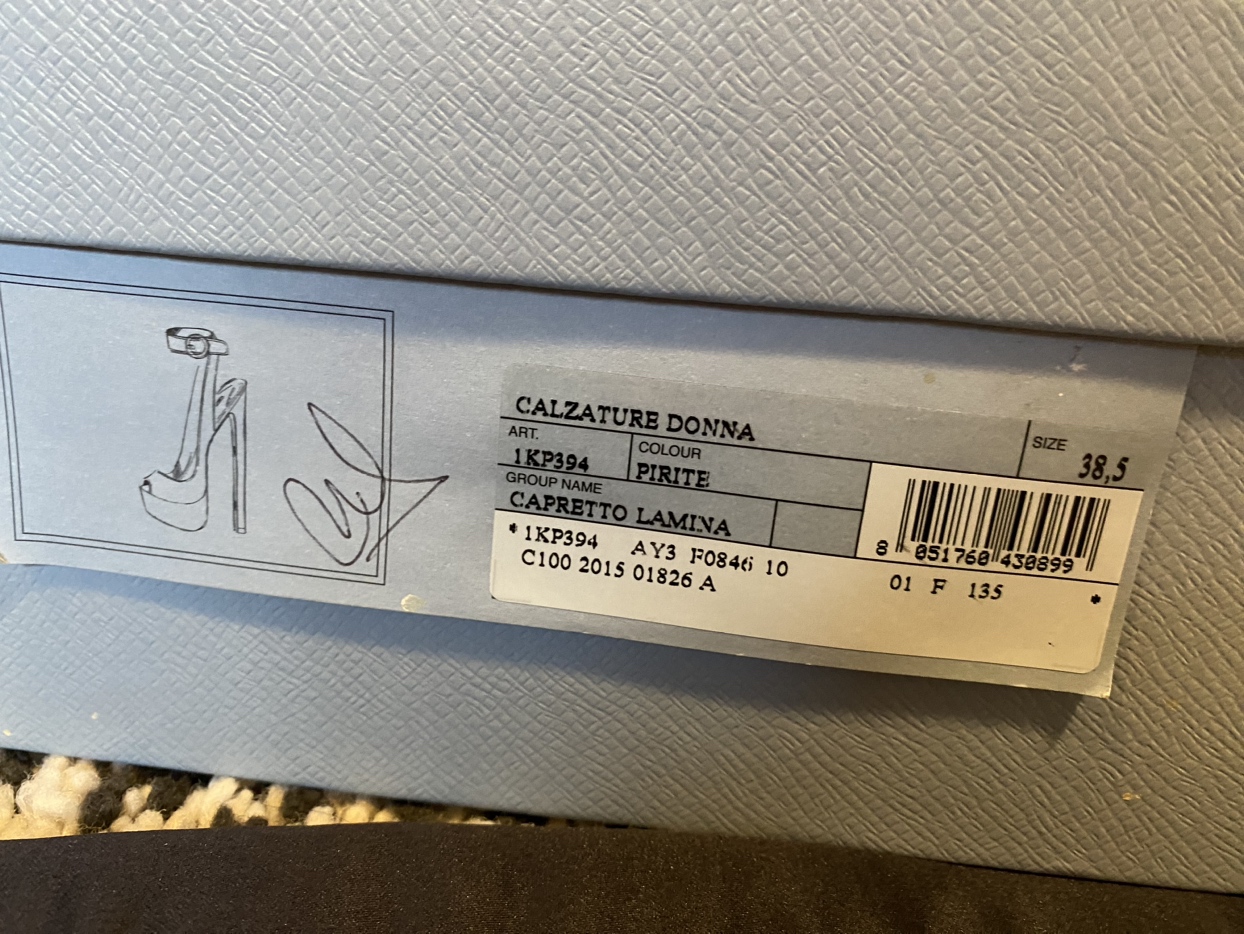 CALZATURE DONNA
ART.
1KP394
COLOUR
PIRITE
SIZE
38,5
GROUP NAME
CAPRETTO LAMINA
8 051760 430899
*1KP394 AY3 F0846 10
C100 2015 01826 A
01 F 135 *